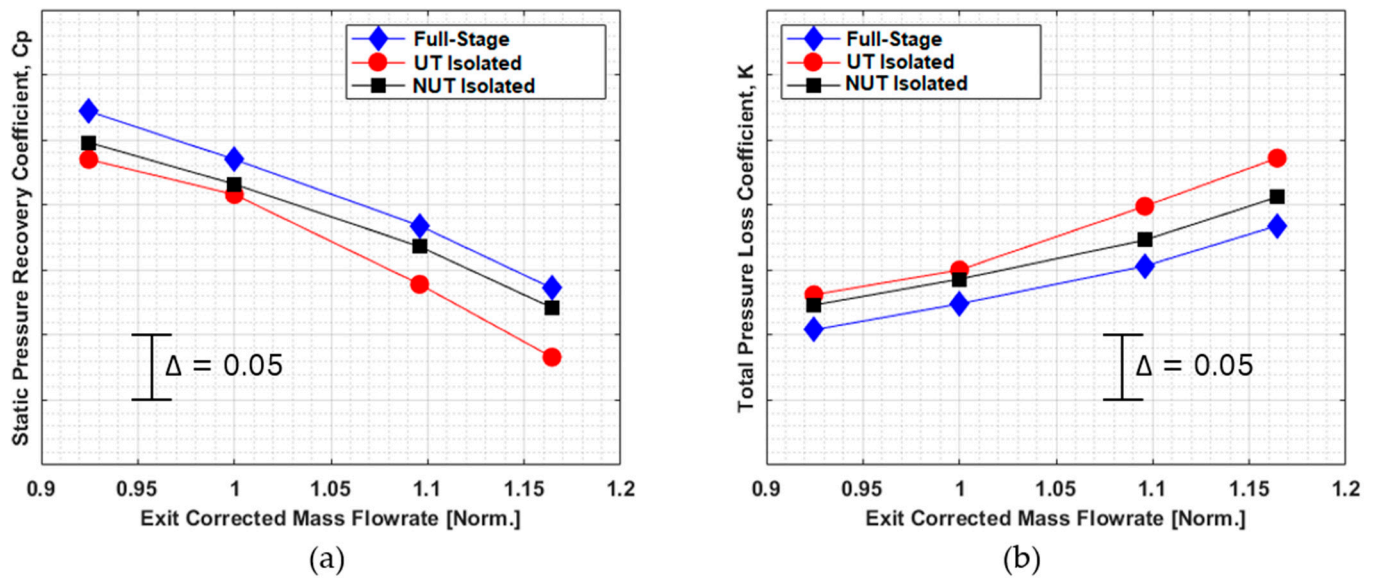 Static Pressure Recovery Coefficient, Cp
Full-Stage
UT Isolated
NUT Isolated
Δ = 0.05
0.9 0.95 1 1.05 1.1 1.15 1.2
Exit Corrected Mass Flowrate [Norm.]
(a)
Total Pressure Loss Coefficient, K
Full-Stage
UT Isolated
NUT Isolated
Δ = 0.05
0.9 0.95 1 1.05 1.1 1.15 1.2
Exit Corrected Mass Flowrate [Norm.]
(b)